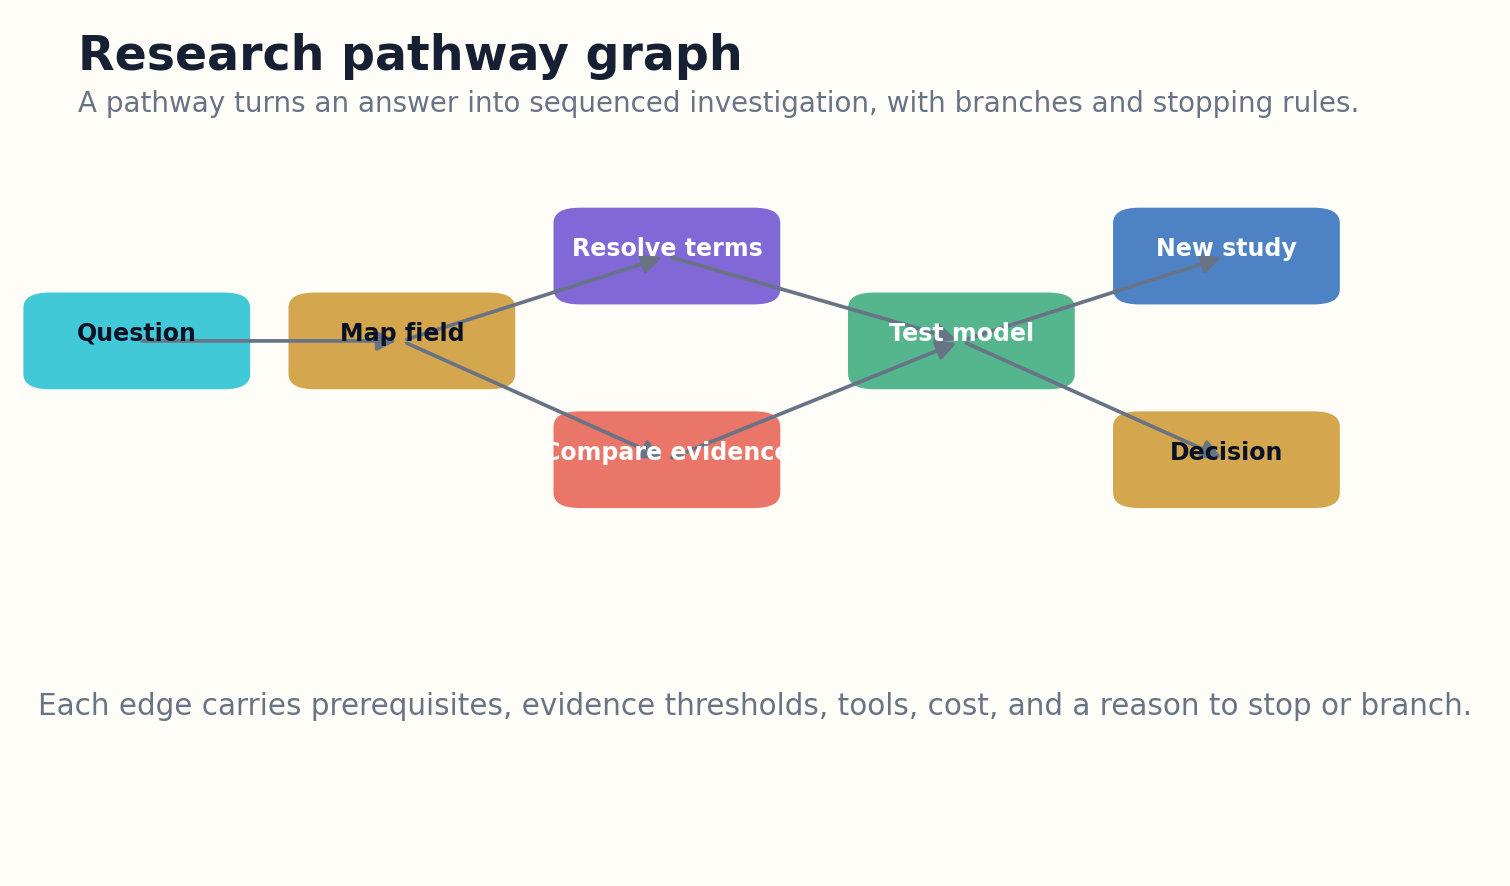 Research pathway graph
A pathway turns an answer into sequenced investigation, with branches and stopping rules.
Resolve terms
New study
Question
Map field
Test model
Compare evidence
Decision
Each edge carries prerequisites, evidence thresholds, tools, cost, and a reason to stop or branch.